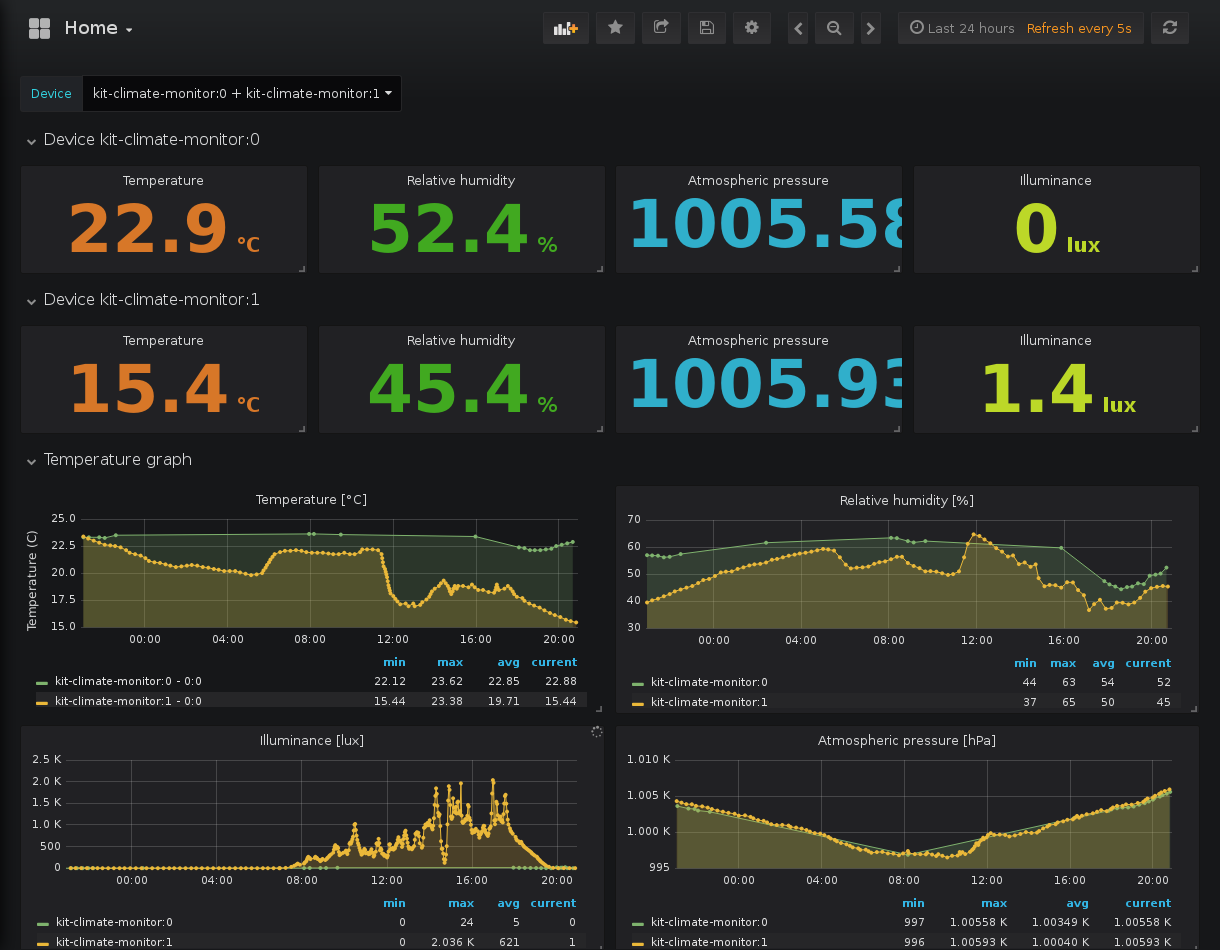 Home
Last 24 hours Refresh every 5s
Device kit-climate-monitor:0 + kit-climate-monitor:1
Device kit-climate-monitor:0
Temperature Relative humidity Atmospheric pressure Illuminance
22.9 °C 52.4 % 1005.58 0 lux
Device kit-climate-monitor:1
Temperature Relative humidity Atmospheric pressure Illuminance
15.4 °C 45.4 % 1005.93 1.4 lux
Temperature graph
Temperature [°C]
Temperature (C)
25.0
22.5
20.0
17.5
15.0
00:00 04:00 08:00 12:00 16:00 20:00
min max avg current
kit-climate-monitor:0 - 0:0 22.12 23.62 22.85 22.88
kit-climate-monitor:1 - 0:0 15.44 23.38 19.71 15.44
Relative humidity [%]
70
60
50
40
30
00:00 04:00 08:00 12:00 16:00 20:00
min max avg current
kit-climate-monitor:0 44 63 54 52
kit-climate-monitor:1 37 65 50 45
Illuminance [lux]
2.5 K
2.0 K
1.5 K
1.0 K
500
0
00:00 04:00 08:00 12:00 16:00 20:00
min max avg current
kit-climate-monitor:0 0 24 5 0
kit-climate-monitor:1 0 2.036 K 621 1
Atmospheric pressure [hPa]
1.010 K
1.005 K
1.000 K
995
00:00 04:00 08:00 12:00 16:00 20:00
min max avg current
kit-climate-monitor:0 997 1.00558 K 1.00349 K 1.00558 K
kit-climate-monitor:1 996 1.00593 K 1.00040 K 1.00593 K